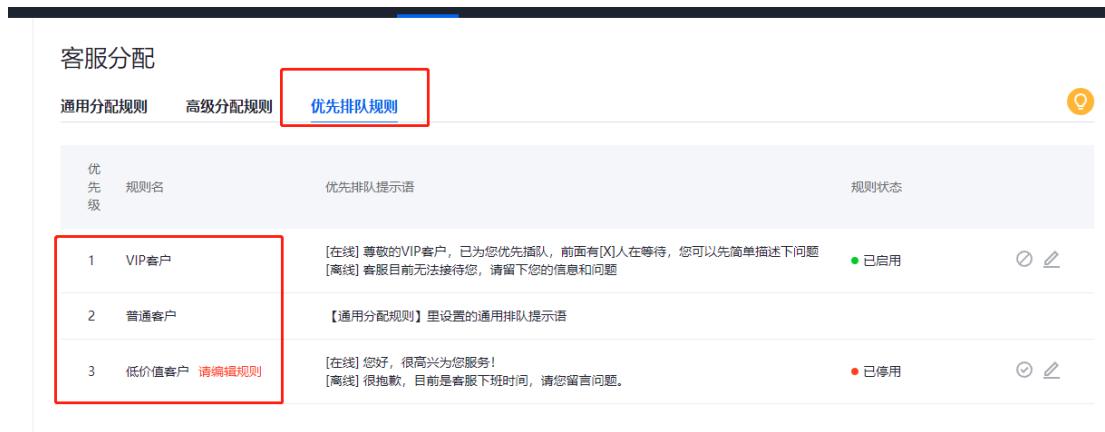 客服分配
通用分配规则 高级分配规则 优先排队规则
优先级 规则名 优先排队提示语 规则状态
1 VIP客户 [在线] 尊敬的VIP客户，已为您优先插队，前面有[X]人在等待，您可以先简单描述下问题 已启用
[离线] 客服目前无法接待您，请留下您的信息和问题
2 普通客户 【通用分配规则】里设置的通用排队提示语
3 低价值客户 请编辑规则 [在线] 您好，很高兴为您服务！ 已停用
[离线] 很抱歉，目前是客服下班时间，请您留言问题。